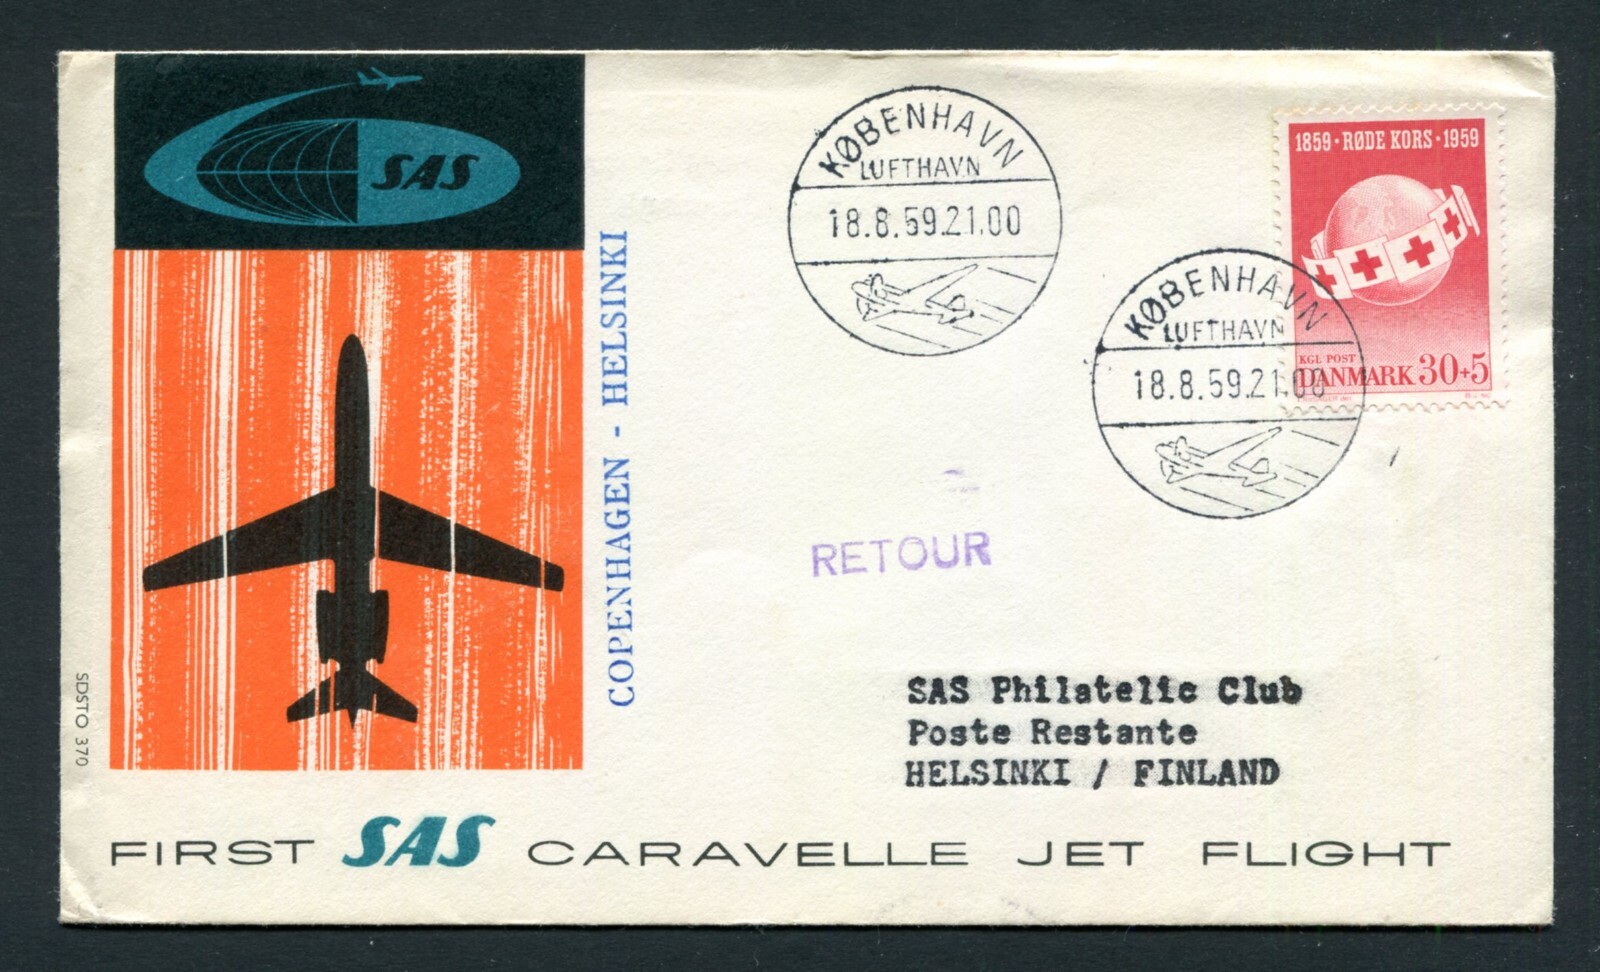 SAS
COPENHAGEN - HELSINKI
KØBENHAVN
LUFTHAVN
18.8.59.21.00
1859·RØDE KORS·1959
KGL POST
DANMARK 30+5
KØBENHAVN
LUFTHAVN
18.8.59.21.00
RETOUR
SAS Philatelic Club
Poste Restante
HELSINKI / FINLAND
SDSTO 370
FIRST SAS CARAVELLE JET FLIGHT